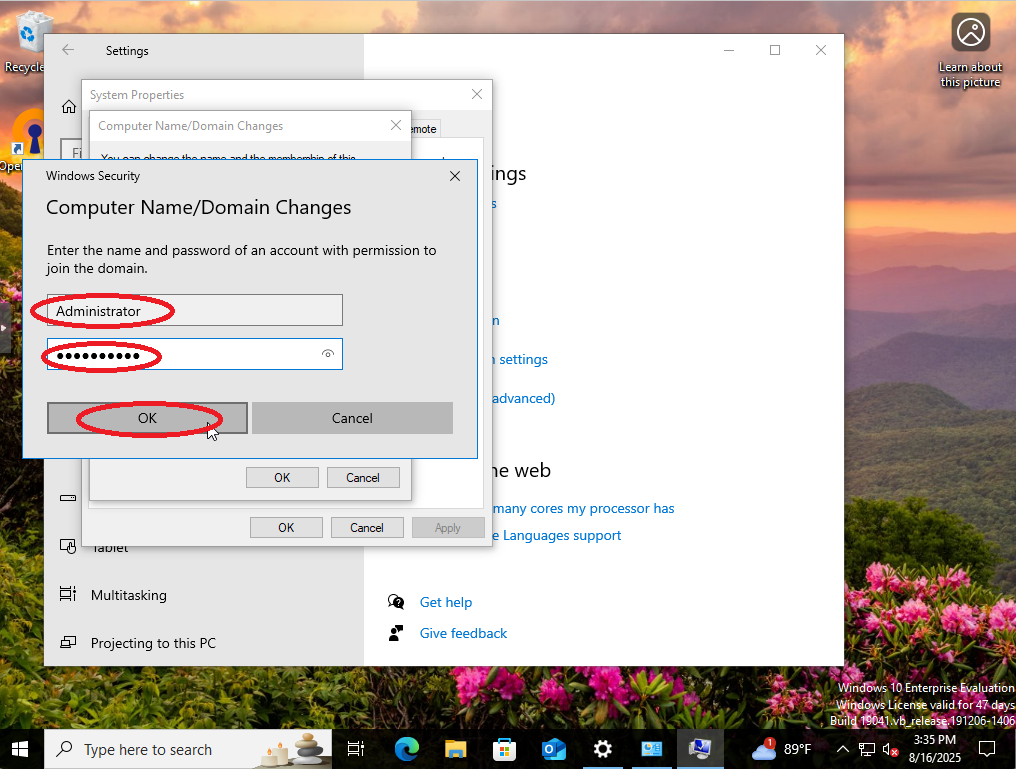 Recycle
Learn about
this picture
Settings
System Properties
Computer Name/Domain Changes
emote
Fi
You can change the name and the membership of this
Ope
Windows Security
Computer Name/Domain Changes
Enter the name and password of an account with permission to
join the domain.
Administrator
OK
Cancel
OK
Cancel
OK
Cancel
Apply
ings
s
n
n settings
advanced)
he web
many cores my processor has
e Languages support
Tablet
Multitasking
Projecting to this PC
Get help
Give feedback
Windows 10 Enterprise Evaluation
Windows License valid for 47 days
Build 19041.vb_release.191206-1406
Type here to search
1
89°F
3:35 PM
8/16/2025